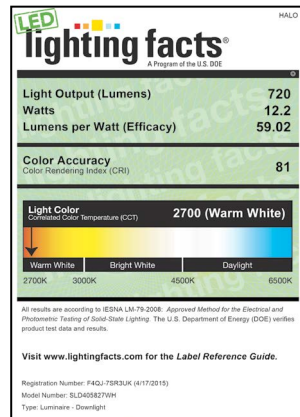 HALO
LED
lighting facts®
A Program of the U.S. DOE
Light Output (Lumens) 720
Watts 12.2
Lumens per Watt (Efficacy) 59.02
Color Accuracy
Color Rendering Index (CRI) 81
Light Color
Correlated Color Temperature (CCT) 2700 (Warm White)
Warm White Bright White Daylight
2700K 3000K 4500K 6500K
All results are according to IESNA LM-79-2008: Approved Method for the Electrical and
Photometric Testing of Solid-State Lighting. The U.S. Department of Energy (DOE) verifies
product test data and results.
Visit www.lightingfacts.com for the Label Reference Guide.
Registration Number: F4QJ-7SR3UK (4/17/2015)
Model Number: SLD405827WH
Type: Luminaire - Downlight